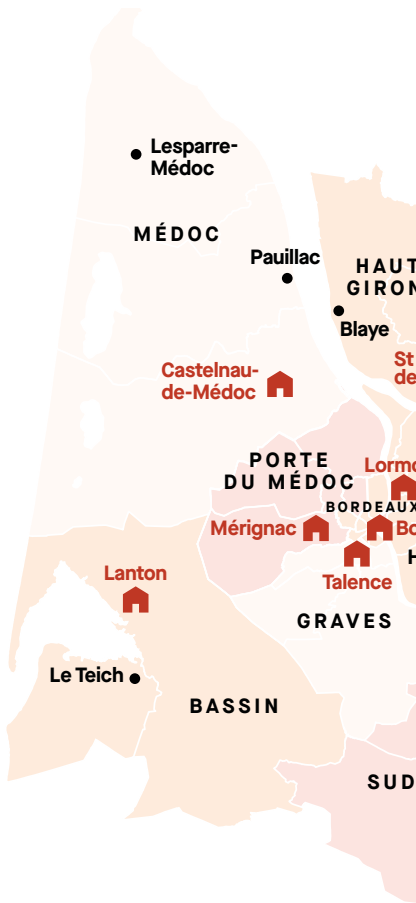 Lesparre-
Médoc
MÉDOC
Pauillac
HAUT
GIRON
Blaye
St
de
Castelnau-
de-Médoc
PORTE
DU MÉDOC
Lormo
BORDEAUX
Mérignac
Bo
H
Talence
Lanton
GRAVES
Le Teich
BASSIN
SUD